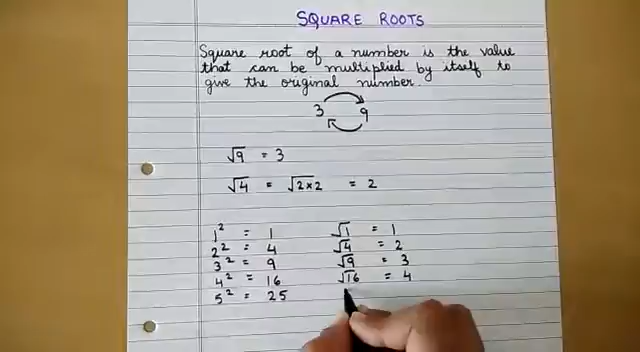 SQUARE ROOTS
Square root of a number is the value
that can be multiplied by itself to
give the original number.
3 9
√9 = 3
√4 = √2×2 = 2
1² = 1
2² = 4
3² = 9
4² = 16
5² = 25
√1 = 1
√4 = 2
√9 = 3
√16 = 4